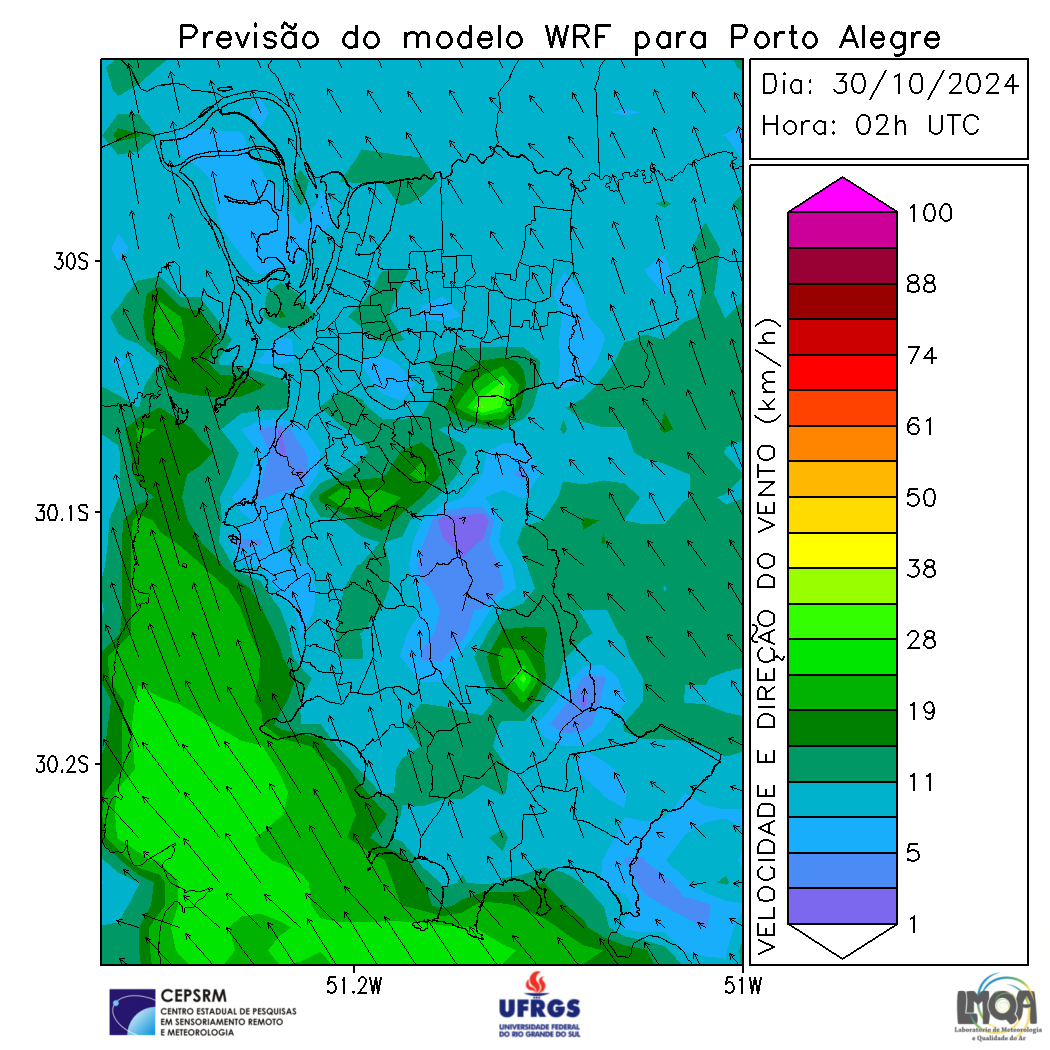 Previsão do modelo WRF para Porto Alegre
Dia: 30/10/2024
Hora: 02h UTC
30S
30.1S
30.2S
51.2W
51W
VELOCIDADE E DIREÇÃO DO VENTO (km/h)
100
88
74
61
50
38
28
19
11
5
1
CEPSRM
CENTRO ESTADUAL DE PESQUISAS
EM SENSORIAMENTO REMOTO
E METEOROLOGIA
UFRGS
UNIVERSIDADE FEDERAL
DO RIO GRANDE DO SUL
LMQA
Laboratório de Meteorologia
e Qualidade do Ar